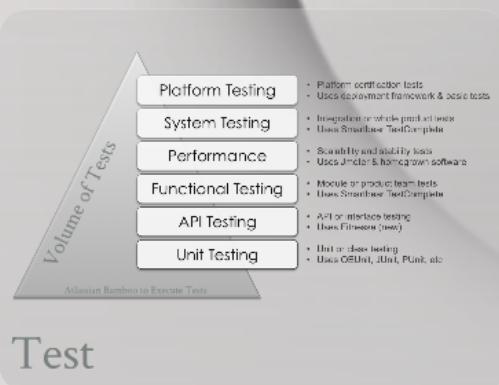 Platform Testing
• Platform certification tests
• Uses deployment framework & basic tests
System Testing
• Integration or whole product tests
• Uses Smartbear TestComplete
Performance
• Scalability and stability tests
• Uses Jmeter & homegrown software
Functional Testing
• Module or product team tests
• Uses Smartbear TestComplete
API Testing
• API or interface testing
• Uses Fitnesse (new)
Unit Testing
• Unit or class testing
• Uses OEUnit, JUnit, PUnit, etc
Volume of Tests
Atlassian Bamboo to Execute Tests
Test